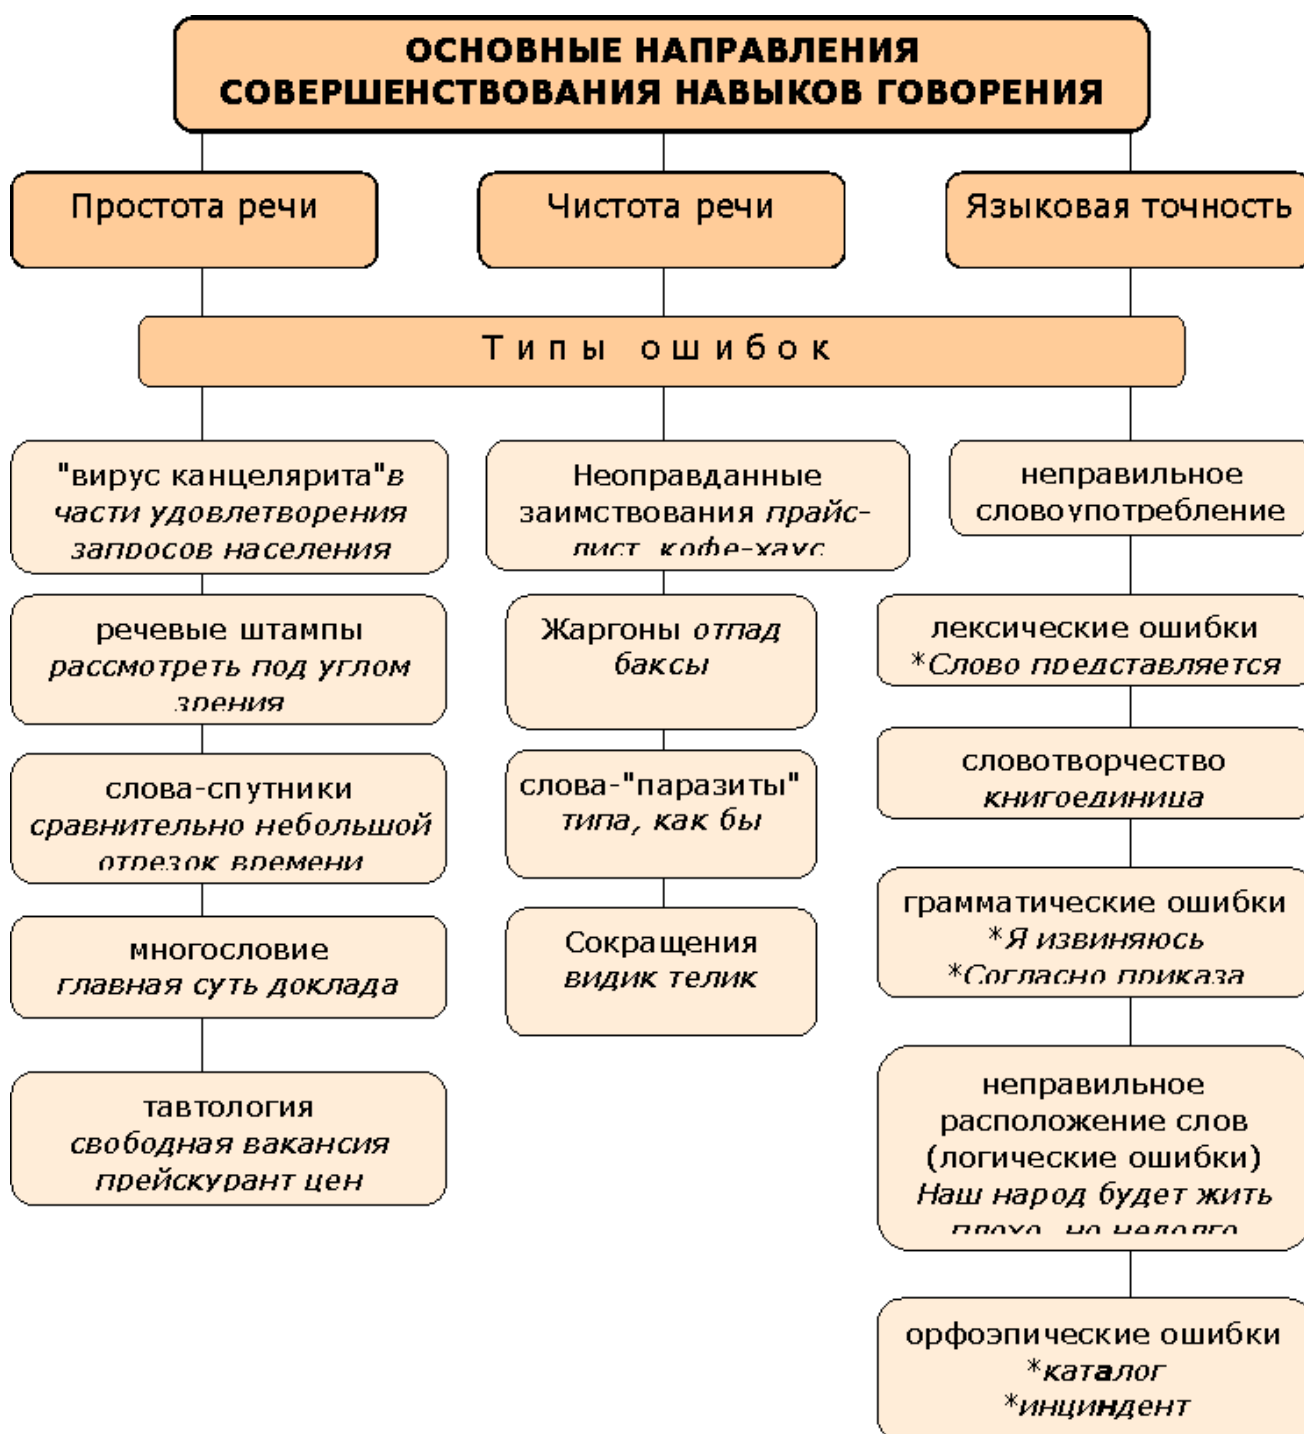 ОСНОВНЫЕ НАПРАВЛЕНИЯ
СОВЕРШЕНСТВОВАНИЯ НАВЫКОВ ГОВОРЕНИЯ
Простота речи
Чистота речи
Языковая точность
Типы ошибок
"вирус канцелярита"в
части удовлетворения
запросов населения
речевые штампы
рассмотреть под углом
зрения
слова-спутники
сравнительно небольшой
отрезок времени
многословие
главная суть доклада
тавтология
свободная вакансия
прейскурант цен
Неоправданные
заимствования прайс-
лист, кофе-хаус
Жаргоны отпад
баксы
слова-"паразиты"
типа, как бы
Сокращения
видик телик
неправильное
словоупотребление
лексические ошибки
*Слово представляется
словотворчество
книгоединица
грамматические ошибки
*Я извиняюсь
*Согласно приказа
неправильное
расположение слов
(логические ошибки)
Наш народ будет жить
плохо, но недолго
орфоэпические ошибки
*каталог
*инциндент